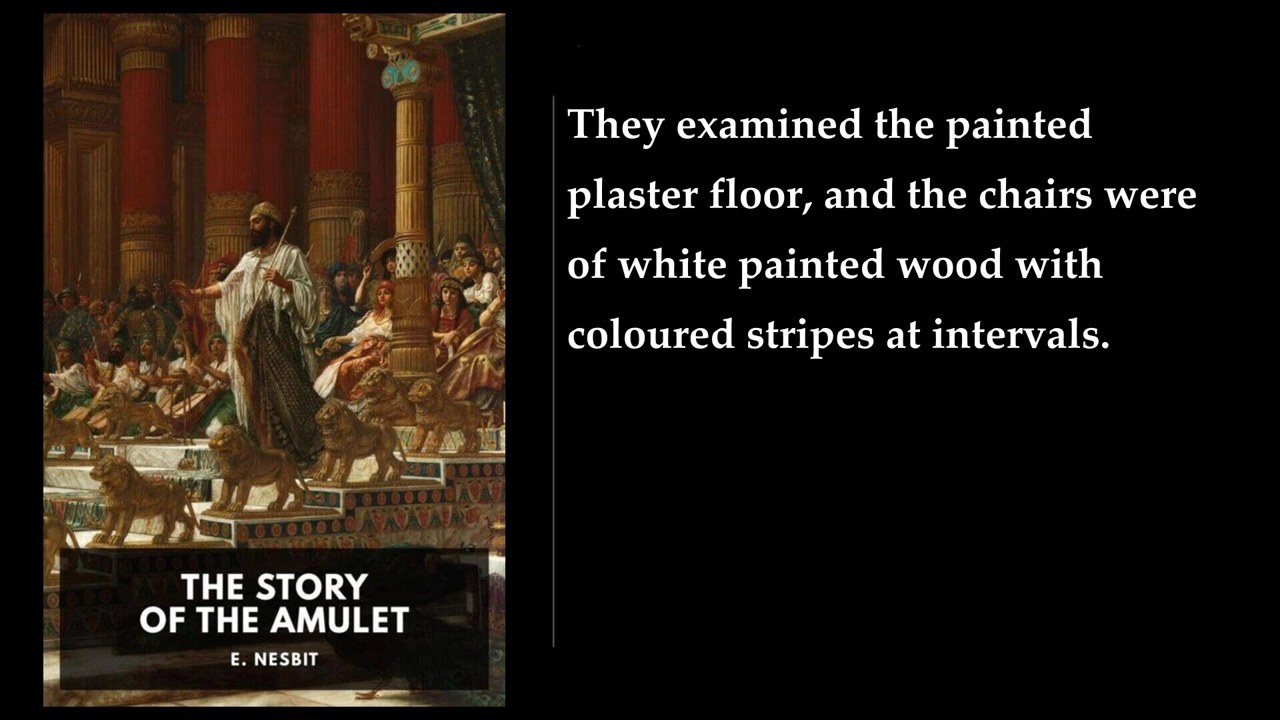 THE STORY
OF THE AMULET
E. NESBIT
They examined the painted
plaster floor, and the chairs were
of white painted wood with
coloured stripes at intervals.